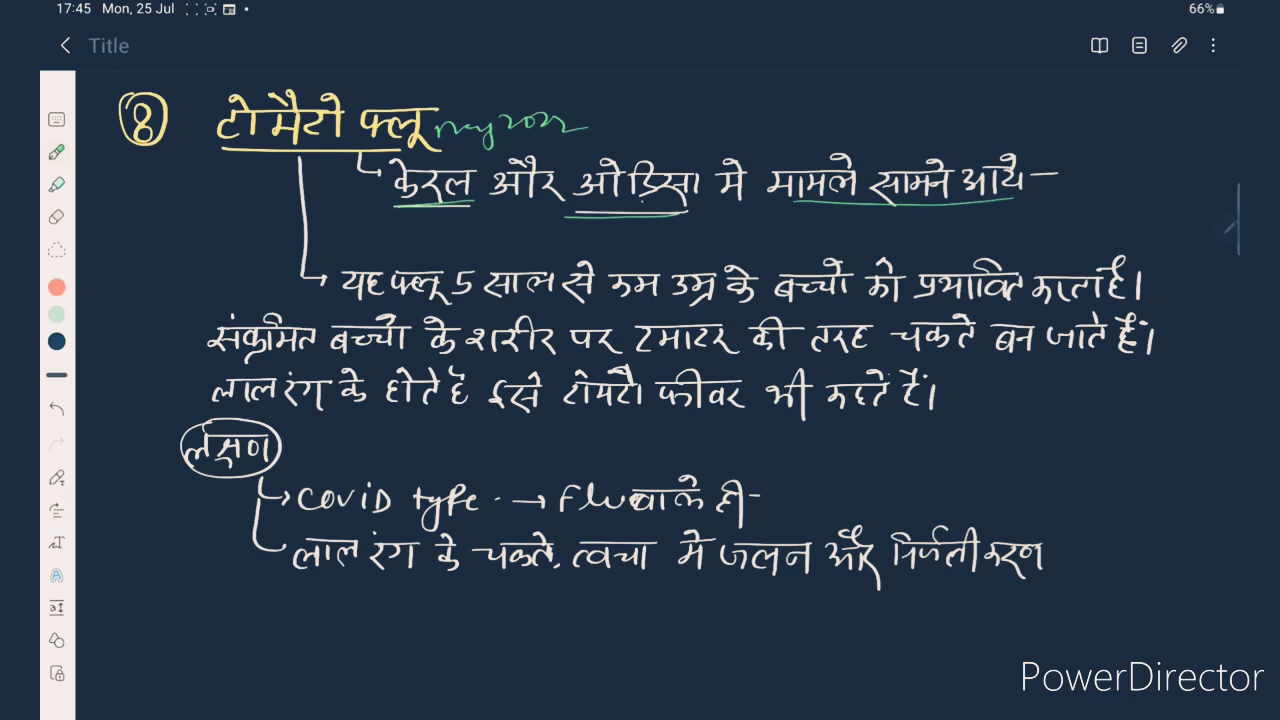 17:45 Mon, 25 Jul
66%
Title
8 टोमैटो फ्लू may 2022
केरल और ओडिसा मे मामले सामने आये-
यह फ्लू 5 साल से कम उम्र के बच्चो को प्रभावित करता है।
संक्रमित बच्चो के शरीर पर टमाटर की तरह चकते बन जाते हैं।
लाल रंग के होते है इसे टोमटो फीवर भी कहते हैं।
लक्षण
Covid type → Flu वाले ही-
लाल रंग के चकते, त्वचा मे जलन और निर्जलीकरण
PowerDirector